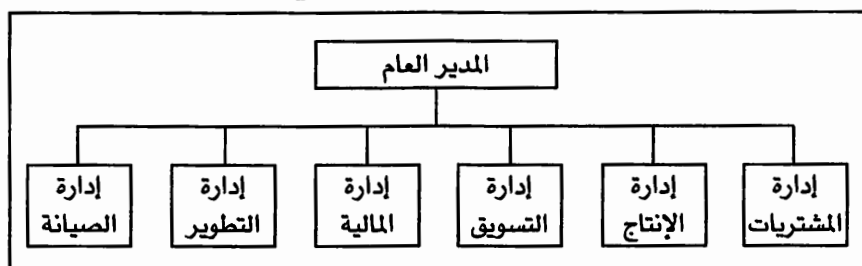 المدير العام
إدارة
المشتريات
إدارة
الإنتاج
إدارة
التسويق
إدارة
المالية
إدارة
التطوير
إدارة
الصيانة